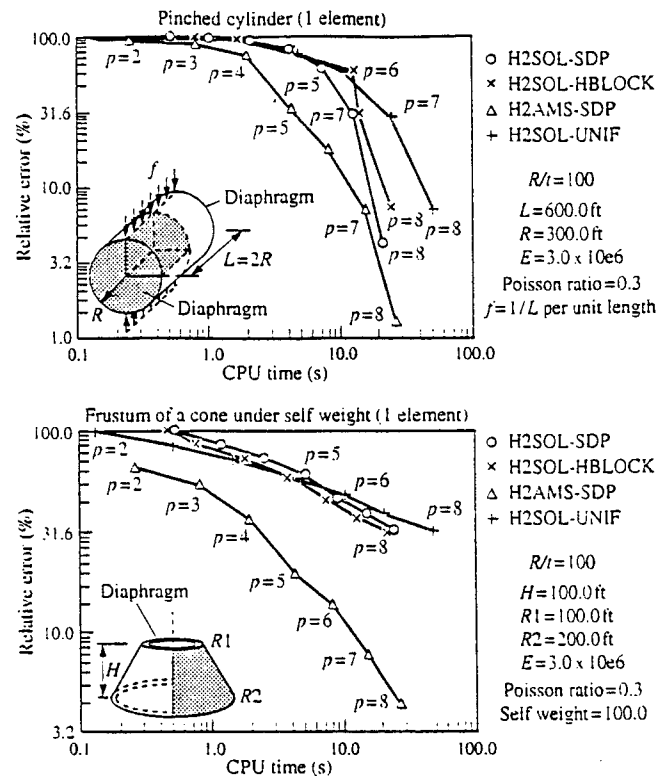 Pinched cylinder (1 element)
100.0
31.6
10.0
3.2
1.0
Relative error (%)
p=2
p=3
p=4
p=5
p=5
p=6
p=7
p=7
p=7
p=8
p=8
p=8
p=8
f
Diaphragm
L=2R
R
Diaphragm
0.1
1.0
10.0
100.0
CPU time (s)
H2SOL-SDP
H2SOL-HBLOCK
H2AMS-SDP
H2SOL-UNIF
R/t=100
L=600.0ft
R=300.0ft
E=3.0 x 10e6
Poisson ratio=0.3
f=1/L per unit length
Frustum of a cone under self weight (1 element)
100.0
31.6
10.0
3.2
Relative error (%)
p=2
p=2
p=3
p=4
p=5
p=5
p=6
p=6
p=7
p=8
p=8
p=8
Diaphragm
R1
H
R2
0.1
1.0
10.0
100.0
CPU time (s)
H2SOL-SDP
H2SOL-HBLOCK
H2AMS-SDP
H2SOL-UNIF
R/t=100
H=100.0ft
R1=100.0ft
R2=200.0ft
E=3.0 x 10e6
Poisson ratio=0.3
Self weight=100.0